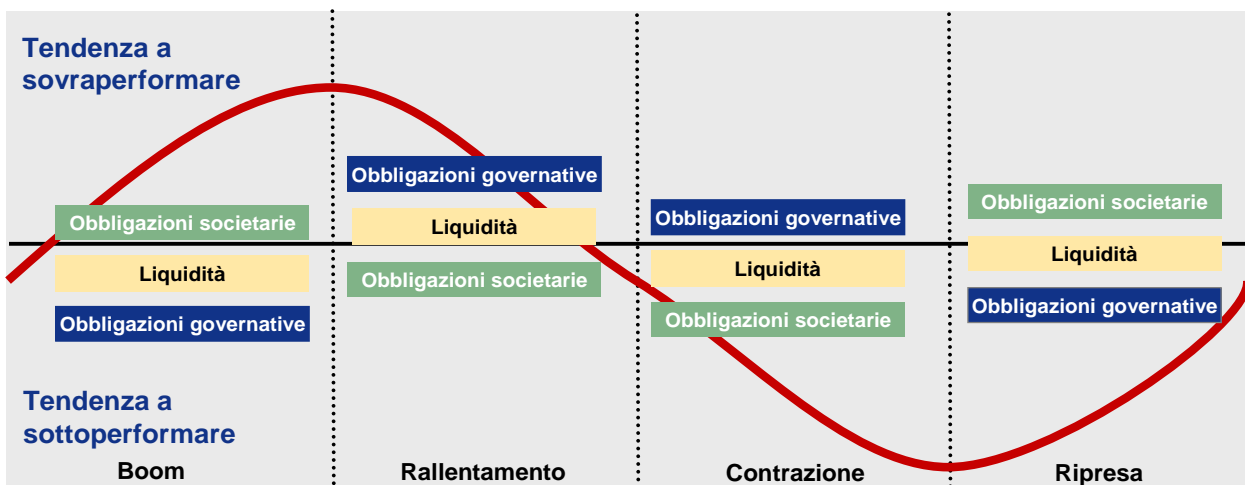 Tendenza a
sovraperformare
Obbligazioni societarie
Liquidità
Obbligazioni governative
Obbligazioni governative
Liquidità
Obbligazioni societarie
Obbligazioni governative
Liquidità
Obbligazioni societarie
Obbligazioni societarie
Liquidità
Obbligazioni governative
Tendenza a
sottoperformare
Boom
Rallentamento
Contrazione
Ripresa